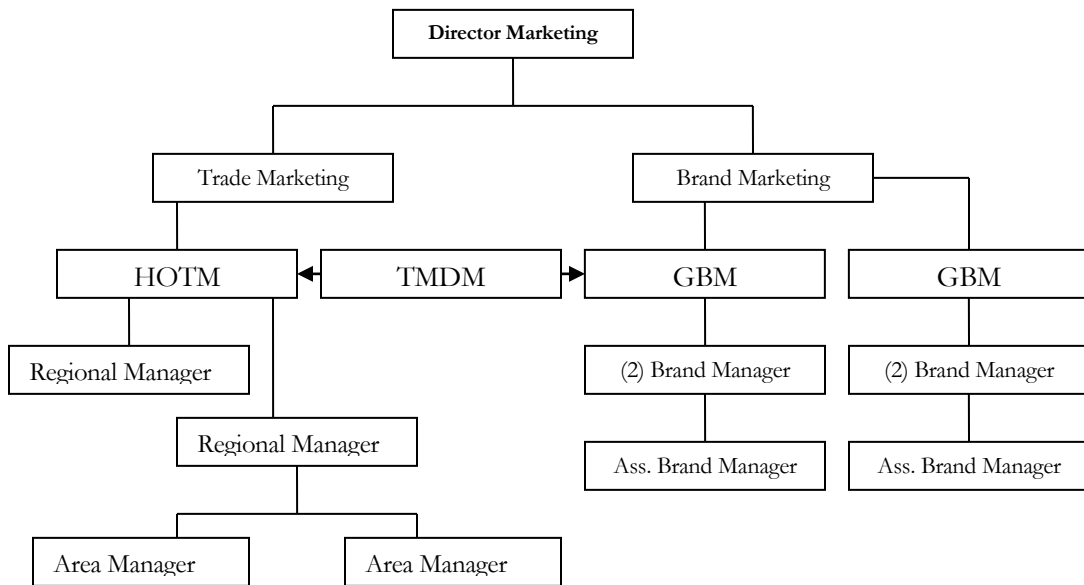 Director Marketing
Trade Marketing
Brand Marketing
HOTM
TMDM
GBM
GBM
Regional Manager
(2) Brand Manager
(2) Brand Manager
Regional Manager
Ass. Brand Manager
Ass. Brand Manager
Area Manager
Area Manager